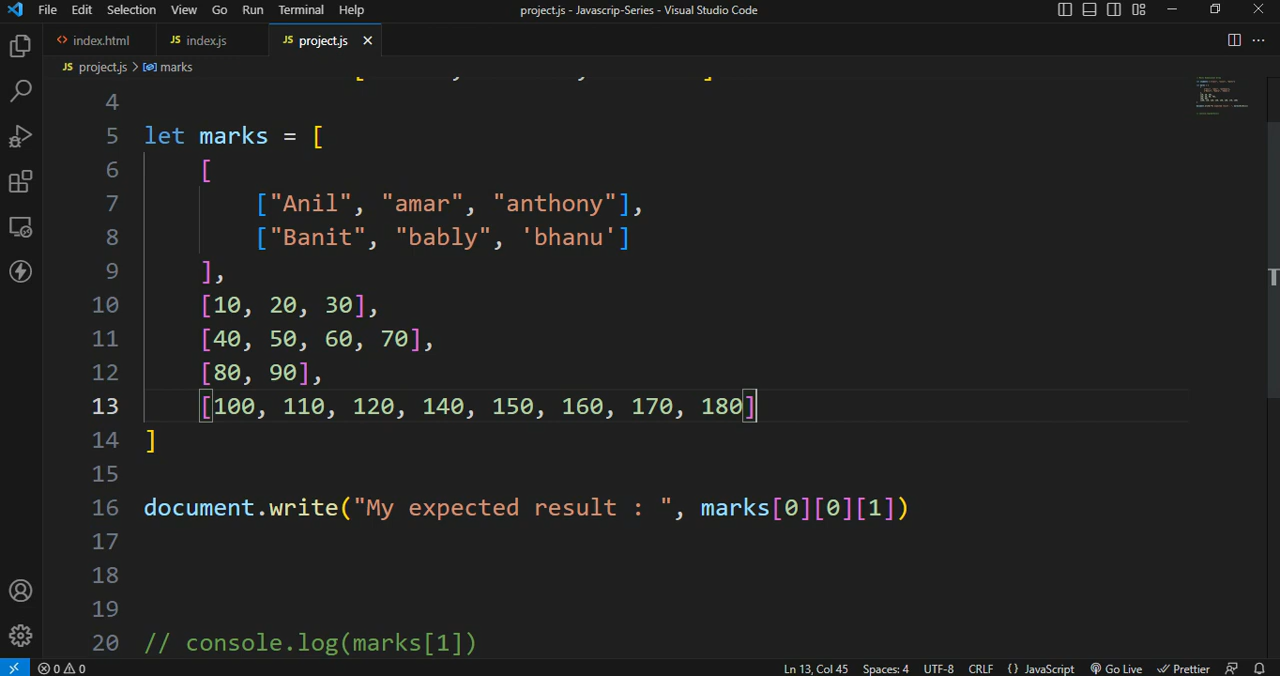 File Edit Selection View Go Run Terminal Help project.js - Javascrip-Series - Visual Studio Code
<> index.html JS index.js JS project.js
JS project.js > marks
4
5 let marks = [
6 [
7 ["Anil", "amar", "anthony"],
8 ["Banit", "bably", 'bhanu']
9 ],
10 [10, 20, 30],
11 [40, 50, 60, 70],
12 [80, 90],
13 [100, 110, 120, 140, 150, 160, 170, 180]
14 ]
15
16 document.write("My expected result : ", marks[0][0][1])
17
18
19
20 // console.log(marks[1])
0 0 Ln 13, Col 45 Spaces: 4 UTF-8 CRLF {} JavaScript Go Live Prettier